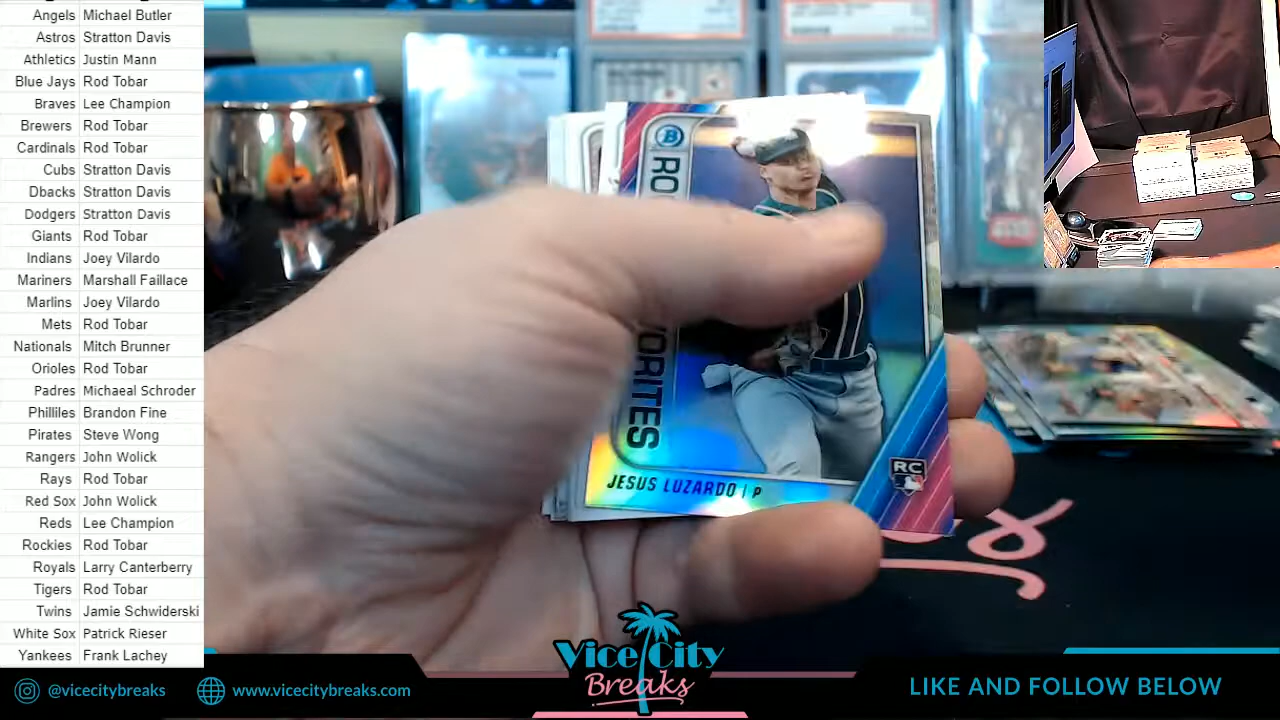 Angels Michael Butler
Astros Stratton Davis
Athletics Justin Mann
Blue Jays Rod Tobar
Braves Lee Champion
Brewers Rod Tobar
Cardinals Rod Tobar
Cubs Stratton Davis
Dbacks Stratton Davis
Dodgers Stratton Davis
Giants Rod Tobar
Indians Joey Vilardo
Mariners Marshall Faillace
Marlins Joey Vilardo
Mets Rod Tobar
Nationals Mitch Brunner
Orioles Rod Tobar
Padres Michaeal Schroder
Philliles Brandon Fine
Pirates Steve Wong
Rangers John Wolick
Rays Rod Tobar
Red Sox John Wolick
Reds Lee Champion
Rockies Rod Tobar
Royals Larry Canterberry
Tigers Rod Tobar
Twins Jamie Schwiderski
White Sox Patrick Rieser
Yankees Frank Lachey
B
JESUS LUZARDO | P
RC
Vice City
Breaks
@vicecitybreaks
www.vicecitybreaks.com
LIKE AND FOLLOW BELOW